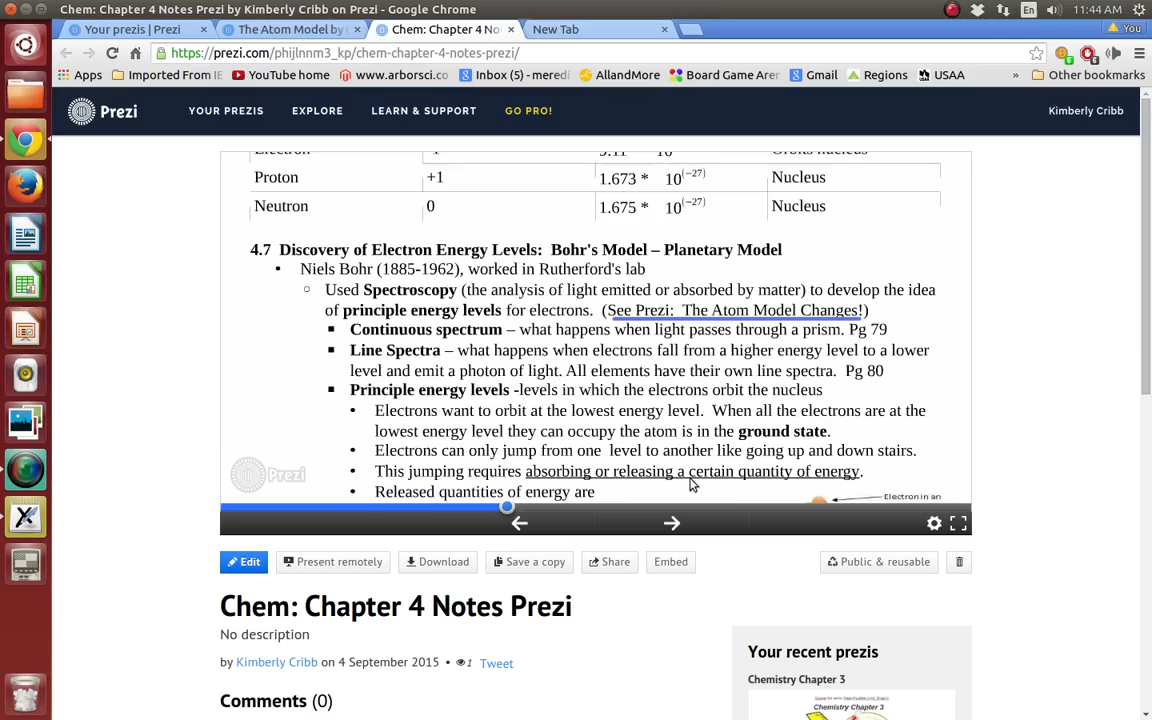 Chem: Chapter 4 Notes Prezi by Kimberly Cribb on Prezi - Google Chrome
En
11:44 AM
Your prezis | Prezi
The Atom Model by
Chem: Chapter 4 No
New Tab
You
https://prezi.com/phijlnnm3_kp/chem-chapter-4-notes-prezi/
Apps
Imported From IE
YouTube home
www.arborsci.co
Inbox (5) - mered
AllandMore
Board Game Arer
Gmail
Regions
USAA
»
Other bookmarks
Prezi
YOUR PREZIS
EXPLORE
LEARN & SUPPORT
GO PRO!
Kimberly Cribb
Proton +1 1.673 * 10(−27) Nucleus
Neutron 0 1.675 * 10(−27) Nucleus
4.7 Discovery of Electron Energy Levels: Bohr's Model – Planetary Model
• Niels Bohr (1885-1962), worked in Rutherford's lab
○ Used Spectroscopy (the analysis of light emitted or absorbed by matter) to develop the idea
of principle energy levels for electrons. (See Prezi: The Atom Model Changes!)
▪ Continuous spectrum – what happens when light passes through a prism. Pg 79
▪ Line Spectra – what happens when electrons fall from a higher energy level to a lower
level and emit a photon of light. All elements have their own line spectra. Pg 80
▪ Principle energy levels -levels in which the electrons orbit the nucleus
• Electrons want to orbit at the lowest energy level. When all the electrons are at the
lowest energy level they can occupy the atom is in the ground state.
• Electrons can only jump from one level to another like going up and down stairs.
• This jumping requires absorbing or releasing a certain quantity of energy.
• Released quantities of energy are
Electron in an
Prezi
Edit
Present remotely
Download
Save a copy
Share
Embed
Public & reusable
Chem: Chapter 4 Notes Prezi
No description
by Kimberly Cribb on 4 September 2015 • 1 Tweet
Comments (0)
Your recent prezis
Chemistry Chapter 3
Chemistry Chapter 3